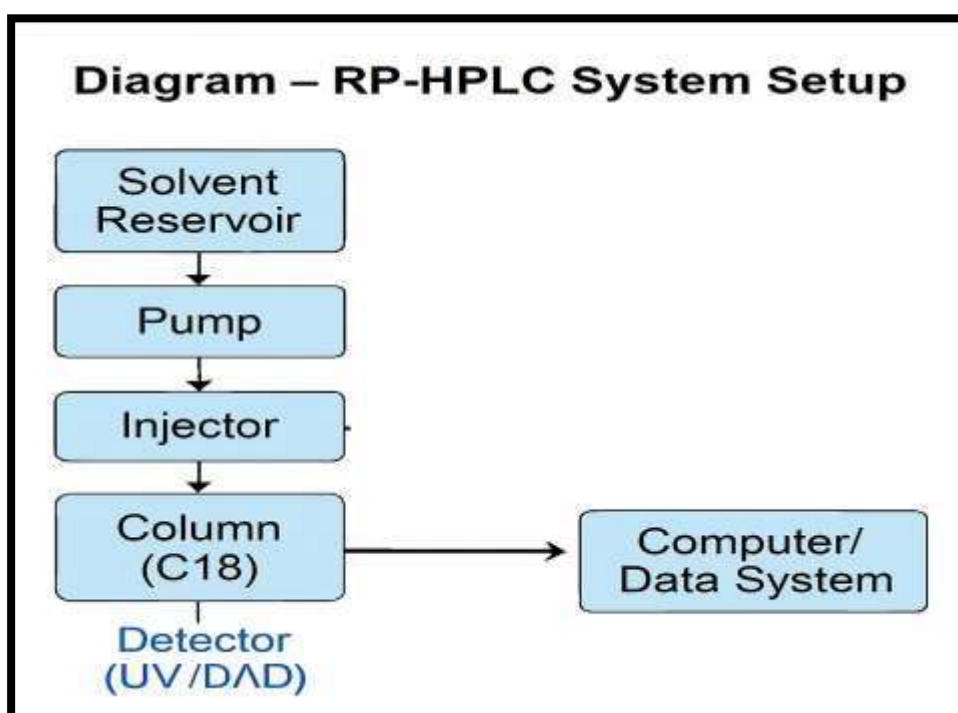 Diagram – RP-HPLC System Setup
Solvent
Reservoir
Pump
Injector
Column
(C18)
Computer/
Data System
Detector
(UV/DΛD)